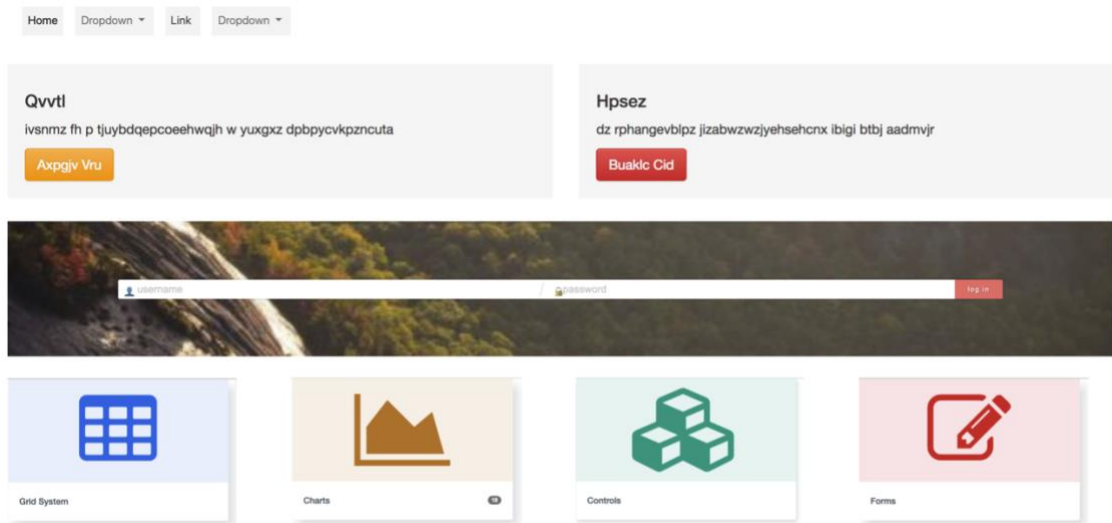 Home Dropdown Link Dropdown
Qvvtl
ivsnmz fh p tjuybdqepcoeehwqjh w yuxgxz dpbpycvkpzncuta
Axpgjv Vru
Hpsez
dz rphangevblpz jizabwzwzjyehsehcnx ibigi btbj aadmvjr
Buaklc Cid
username / password log in
Grid System
Charts
Controls
Forms